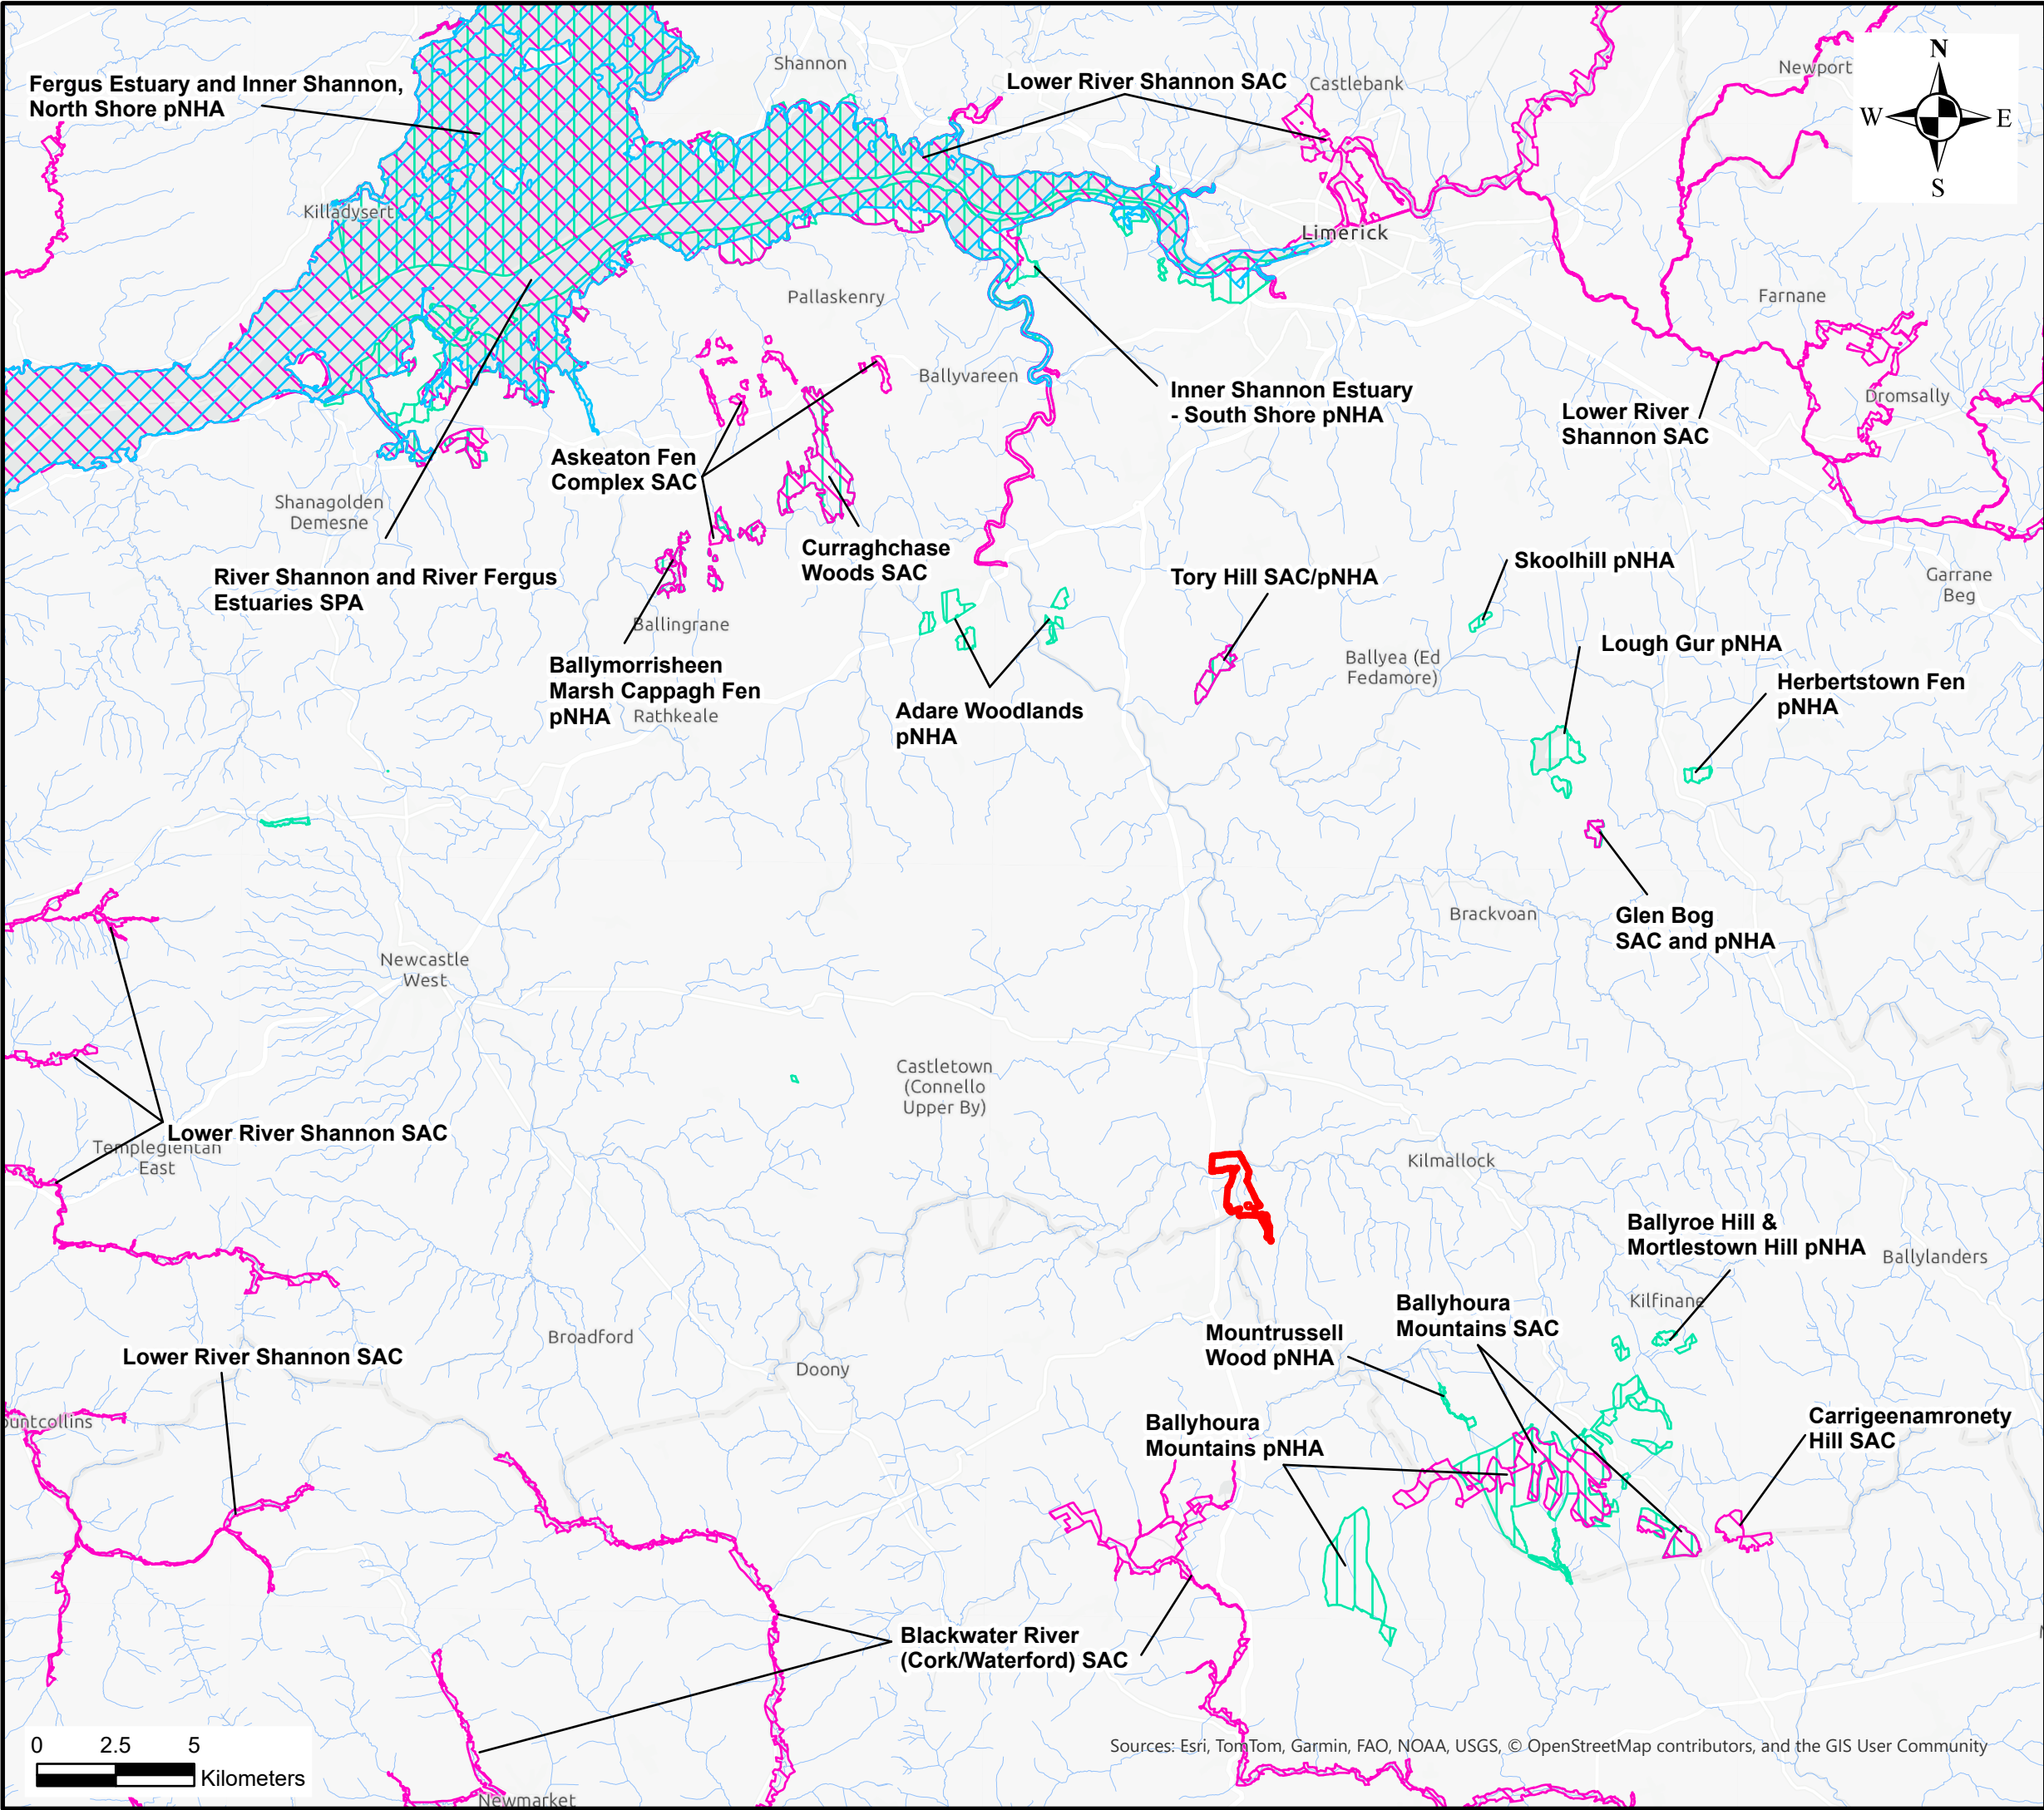 Shannon
Fergus Estuary and Inner Shannon,
North Shore pNHA
Lower River Shannon SAC
Castlebank
Newport
N
W
E
S
Killadysert
Limerick
Pallaskenry
Farnane
Ballyvareen
Inner Shannon Estuary
- South Shore pNHA
Lower River
Shannon SAC
Dromsally
Askeaton Fen
Complex SAC
Shanagolden
Demesne
Curraghchase
Woods SAC
River Shannon and River Fergus
Estuaries SPA
Tory Hill SAC/pNHA
Skoolhill pNHA
Garrane
Beg
Ballingrane
Ballymorrisheen
Marsh Cappagh Fen
pNHA
Rathkeale
Ballyea (Ed
Fedamore)
Lough Gur pNHA
Herbertstown Fen
pNHA
Adare Woodlands
pNHA
Brackvoan
Glen Bog
SAC and pNHA
Newcastle
West
Castletown
(Connello
Upper By)
Lower River Shannon SAC
Templeglentan
East
Kilmallock
Ballyroe Hill &
Mortlestown Hill pNHA
Ballylanders
Kilfinane
Ballyhoura
Mountains SAC
Mountrussell
Wood pNHA
Broadford
Doony
Lower River Shannon SAC
ountcollins
Ballyhoura
Mountains pNHA
Carrigeenamronety
Hill SAC
Blackwater River
(Cork/Waterford) SAC
0 2.5 5
Kilometers
Sources: Esri, TomTom, Garmin, FAO, NOAA, USGS, © OpenStreetMap contributors, and the GIS User Community
Newmarket